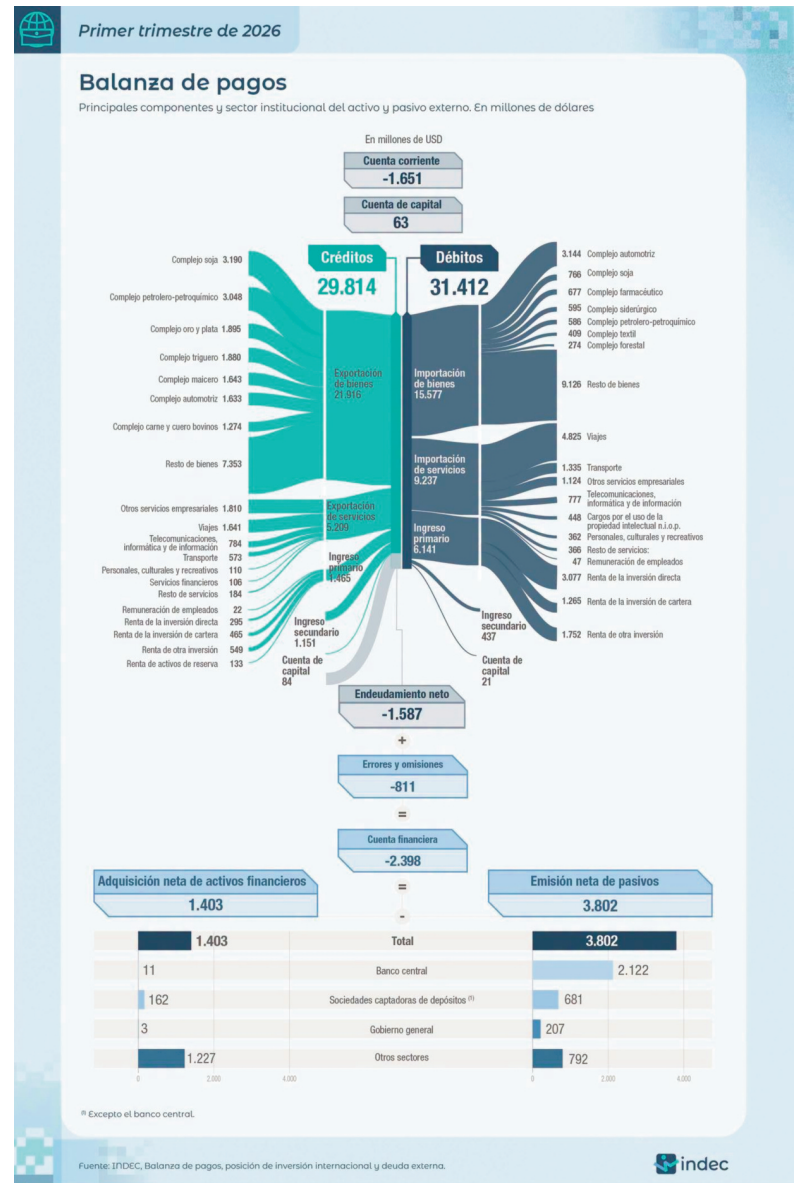 Primer trimestre de 2026
Balanza de pagos
Principales componentes y sector institucional del activo y pasivo externo. En millones de dólares
En millones de USD
Cuenta corriente
-1.651
Cuenta de capital
63
Créditos
29.814
Débitos
31.412
Complejo soja 3.190
Complejo petrolero-petroquímico 3.048
Complejo oro y plata 1.895
Complejo triguero 1.880
Complejo maicero 1.643
Complejo automotriz 1.633
Complejo carne y cuero bovinos 1.274
Resto de bienes 7.353
Otros servicios empresariales 1.810
Viajes 1.641
Telecomunicaciones,
informática y de información 784
Transporte 573
Personales, culturales y recreativos 110
Servicios financieros 106
Resto de servicios 184
Remuneración de empleados 22
Renta de la inversión directa 295
Renta de la inversión de cartera 465
Renta de otra inversión 549
Renta de activos de reserva 133
Exportación
de bienes
21.916
Exportación
de servicios
5.209
Ingreso
primario
1.465
Ingreso
secundario
1.151
Cuenta de
capital
84
Importación
de bienes
15.577
Importación
de servicios
9.237
Ingreso
primario
6.141
Ingreso
secundario
437
Cuenta de
capital
21
3.144 Complejo automotriz
766 Complejo soja
677 Complejo farmacéutico
595 Complejo siderúrgico
586 Complejo petrolero-petroquímico
409 Complejo textil
274 Complejo forestal
9.126 Resto de bienes
4.825 Viajes
1.335 Transporte
1.124 Otros servicios empresariales
777 Telecomunicaciones,
informática y de información
448 Cargos por el uso de la
propiedad intelectual n.i.o.p.
362 Personales, culturales y recreativos
366 Resto de servicios:
47 Remuneración de empleados
3.077 Renta de la inversión directa
1.265 Renta de la inversión de cartera
1.752 Renta de otra inversión
Endeudamiento neto
-1.587
+
Errores y omisiones
-811
=
Cuenta financiera
-2.398
=
Adquisición neta de activos financieros
1.403
-
Emisión neta de pasivos
3.802
1.403 Total 3.802
11 Banco central 2.122
162 Sociedades captadoras de depósitos (1) 681
3 Gobierno general 207
1.227 Otros sectores 792
0 2.000 4.000 0 2.000 4.000
(1) Excepto el banco central.
Fuente: INDEC, Balanza de pagos, posición de inversión internacional y deuda externa.
indec